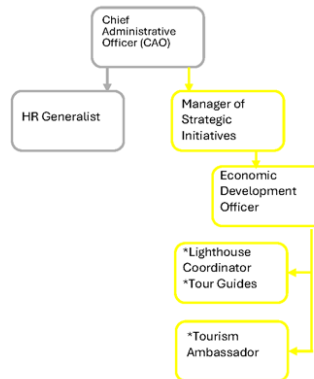 Chief
Administrative
Officer (CAO)
HR Generalist
Manager of
Strategic
Initiatives
Economic
Development
Officer
*Lighthouse
Coordinator
*Tour Guides
*Tourism
Ambassador